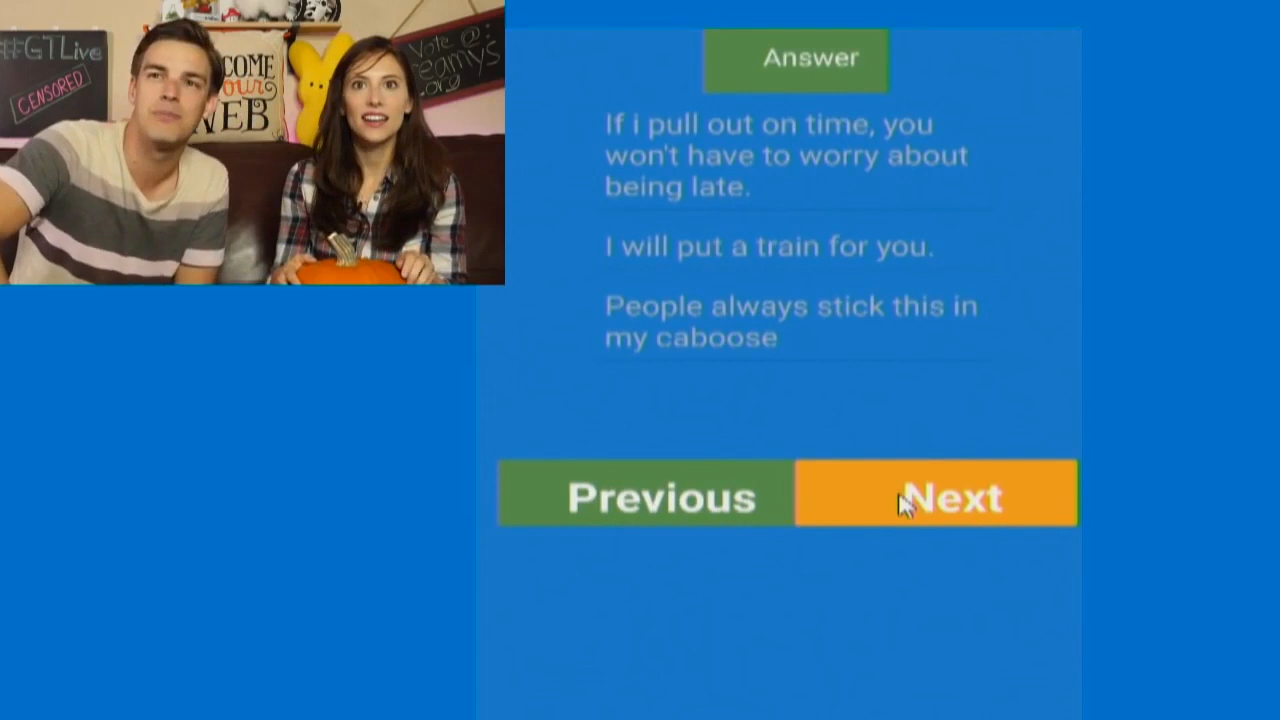 #GTLive
CENSORED
COME
our
WEB
Vote @:
eamys
.org
Answer
If i pull out on time, you
won't have to worry about
being late.
I will put a train for you.
People always stick this in
my caboose
Previous
Next